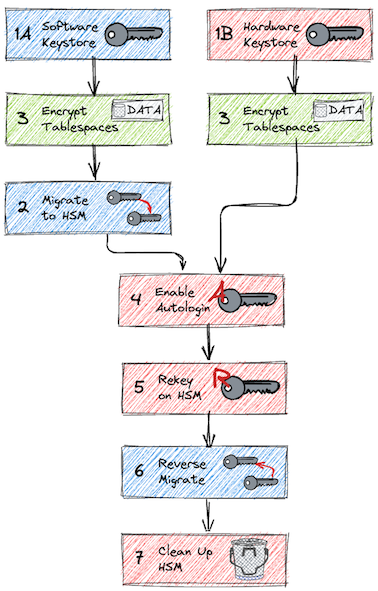 1A Software
Keystore
1B Hardware
Keystore
3 Encrypt
Tablespaces
DATA
3 Encrypt
Tablespaces
DATA
2 Migrate
to HSM
4 Enable
Autologin
A
5 Rekey
on HSM
R
6 Reverse
Migrate
7 Clean Up
HSM